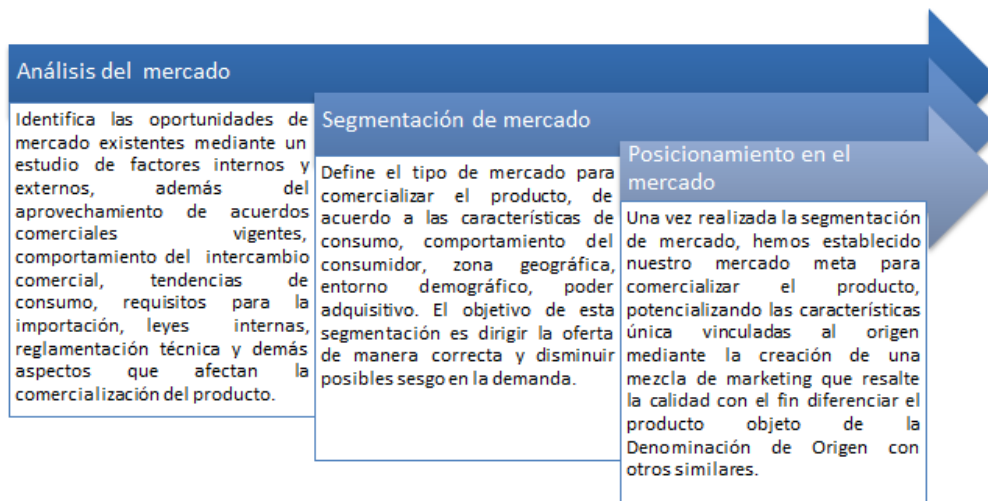 Análisis del mercado
Identifica las oportunidades de
mercado existentes mediante un
estudio de factores internos y
externos, además del
aprovechamiento de acuerdos
comerciales vigentes,
comportamiento del intercambio
comercial, tendencias de
consumo, requisitos para la
importación, leyes internas,
reglamentación técnica y demás
aspectos que afectan la
comercialización del producto.
Segmentación de mercado
Define el tipo de mercado para
comercializar el producto, de
acuerdo a las características de
consumo, comportamiento del
consumidor, zona geográfica,
entorno demográfico, poder
adquisitivo. El objetivo de esta
segmentación es dirigir la oferta
de manera correcta y disminuir
posibles sesgo en la demanda.
Posicionamiento en el
mercado
Una vez realizada la segmentación
de mercado, hemos establecido
nuestro mercado meta para
comercializar el producto,
potencializando las características
única vinculadas al origen
mediante la creación de una
mezcla de marketing que resalte
la calidad con el fin diferenciar el
producto objeto de la
Denominación de Origen con
otros similares.